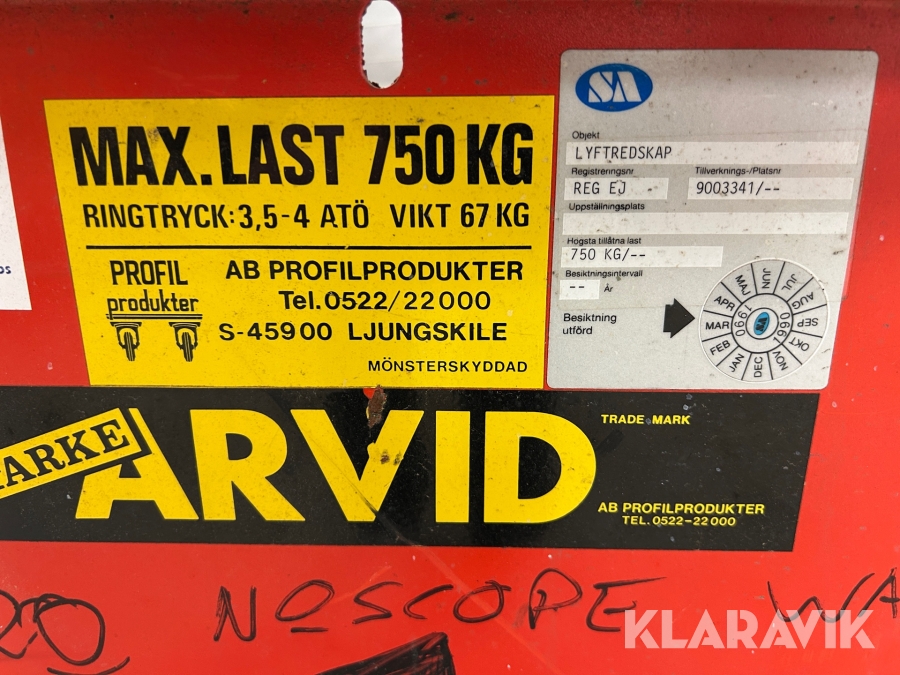 MAX. LAST 750 KG
RINGTRYCK: 3,5-4 ATÖ VIKT 67 KG
PROFIL
produkter
AB PROFILPRODUKTER
Tel. 0522/22000
S-45900 LJUNGSKILE
MÖNSTERSKYDDAD
SA
Objekt
LYFTREDSKAP
Registreringsnr Tillverknings-/Platsnr
REG EJ 9003341/--
Uppställningsplats
Högsta tillåtna last
750 KG/--
Besiktningsintervall
-- År
Besiktning
utförd
JAN FEB MAR APR MAJ JUN JUL AUG SEP OKT NOV DEC
1990 1990
SA
ARVID
TRADE MARK
AB PROFILPRODUKTER
TEL. 0522-22000
NOSCOPE
KLARAVIK